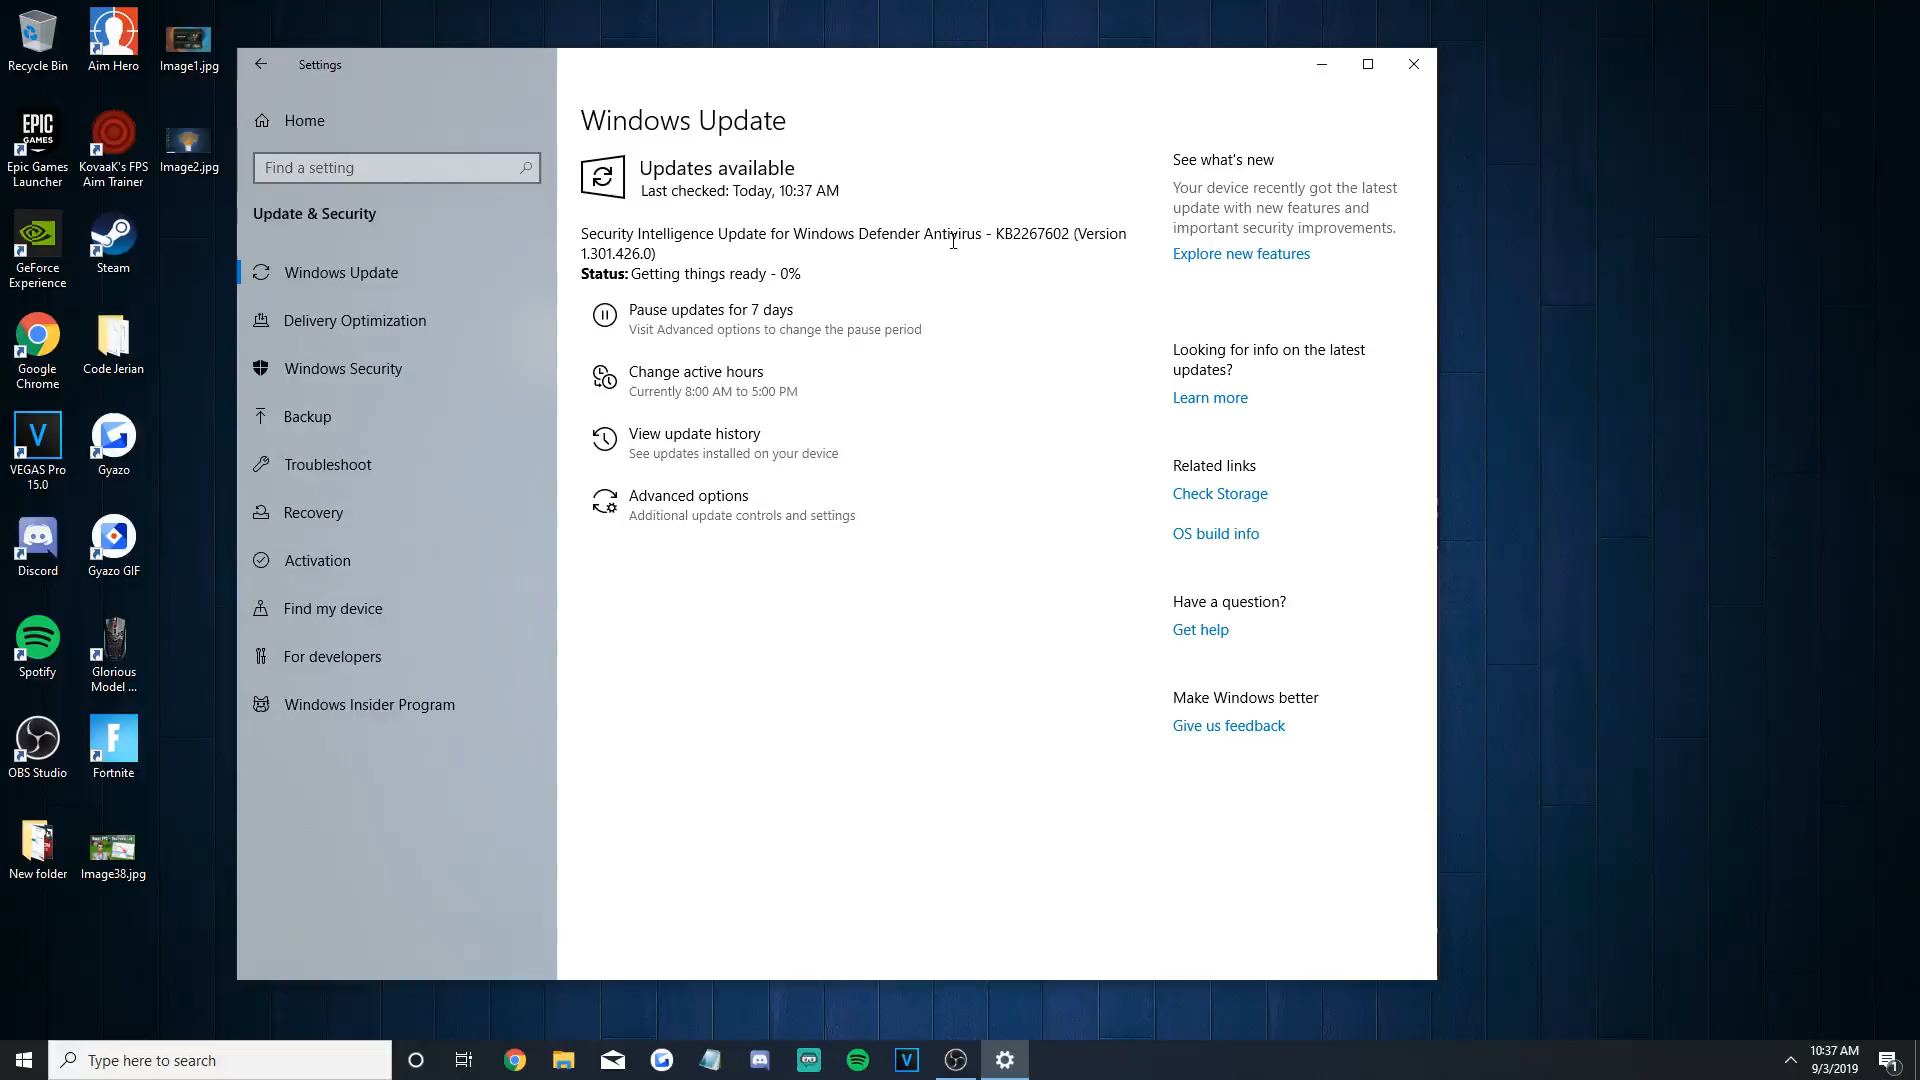 Recycle Bin
Aim Hero
Image1.jpg
EPIC
GAMES
Epic Games
Launcher
KovaaK's FPS
Aim Trainer
Image2.jpg
GeForce
Experience
Steam
Google
Chrome
Code Jerian
V
VEGAS Pro
15.0
Gyazo
Discord
Gyazo GIF
Spotify
Glorious
Model ...
OBS Studio
F
Fortnite
New folder
Image38.jpg
Settings
Home
Find a setting
Update & Security
Windows Update
Delivery Optimization
Windows Security
Backup
Troubleshoot
Recovery
Activation
Find my device
For developers
Windows Insider Program
Windows Update
Updates available
Last checked: Today, 10:37 AM
Security Intelligence Update for Windows Defender Antivirus - KB2267602 (Version
1.301.426.0)
Status: Getting things ready - 0%
Pause updates for 7 days
Visit Advanced options to change the pause period
Change active hours
Currently 8:00 AM to 5:00 PM
View update history
See updates installed on your device
Advanced options
Additional update controls and settings
See what's new
Your device recently got the latest
update with new features and
important security improvements.
Explore new features
Looking for info on the latest
updates?
Learn more
Related links
Check Storage
OS build info
Have a question?
Get help
Make Windows better
Give us feedback
Type here to search
V
10:37 AM
9/3/2019
1